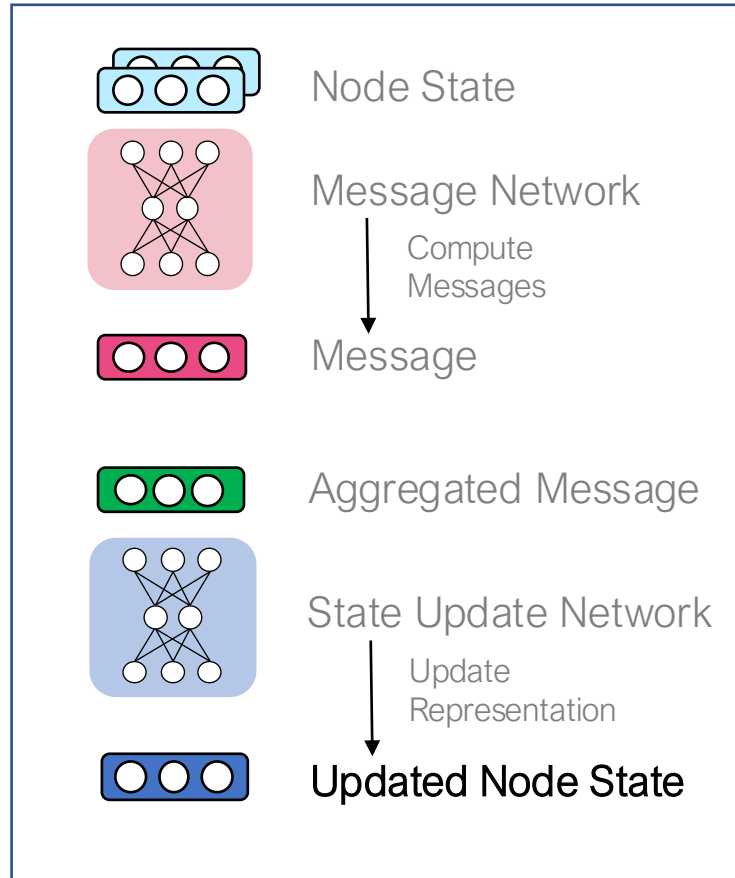 Node State
Message Network
Compute
Messages
Message
Aggregated Message
State Update Network
Update
Representation
Updated Node State